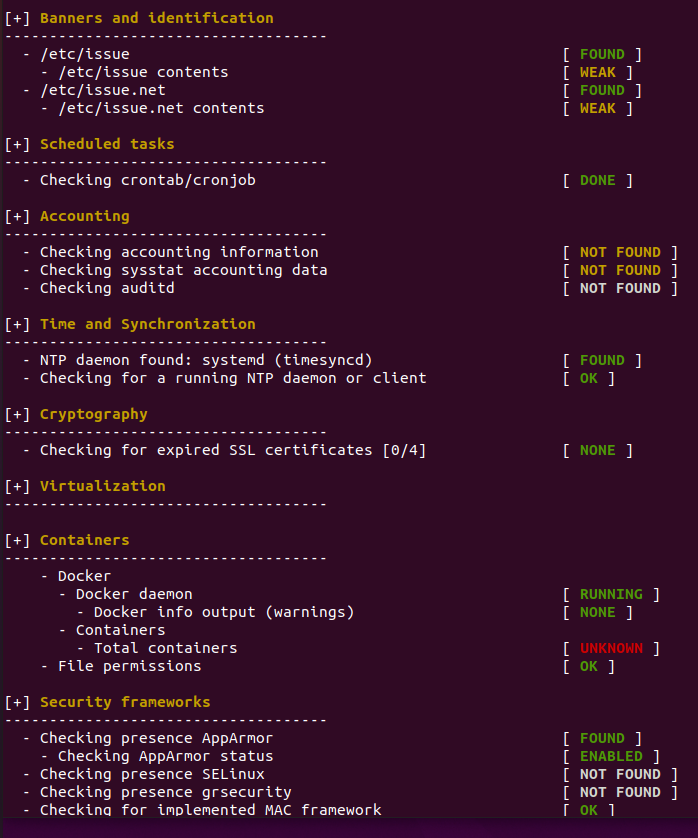 [+] Banners and identification
------------------------------------
  - /etc/issue                                                [ FOUND ]
    - /etc/issue contents                                     [ WEAK ]
  - /etc/issue.net                                            [ FOUND ]
    - /etc/issue.net contents                                 [ WEAK ]
[+] Scheduled tasks
------------------------------------
  - Checking crontab/cronjob                                  [ DONE ]
[+] Accounting
------------------------------------
  - Checking accounting information                           [ NOT FOUND ]
  - Checking sysstat accounting data                          [ NOT FOUND ]
  - Checking auditd                                           [ NOT FOUND ]
[+] Time and Synchronization
------------------------------------
  - NTP daemon found: systemd (timesyncd)                     [ FOUND ]
  - Checking for a running NTP daemon or client               [ OK ]
[+] Cryptography
------------------------------------
  - Checking for expired SSL certificates [0/4]               [ NONE ]
[+] Virtualization
------------------------------------
[+] Containers
------------------------------------
    - Docker
      - Docker daemon                                         [ RUNNING ]
        - Docker info output (warnings)                       [ NONE ]
      - Containers
        - Total containers                                    [ UNKNOWN ]
    - File permissions                                        [ OK ]
[+] Security frameworks
------------------------------------
  - Checking presence AppArmor                                [ FOUND ]
    - Checking AppArmor status                                [ ENABLED ]
  - Checking presence SELinux                                 [ NOT FOUND ]
  - Checking presence grsecurity                              [ NOT FOUND ]
  - Checking for implemented MAC framework                    [ OK ]